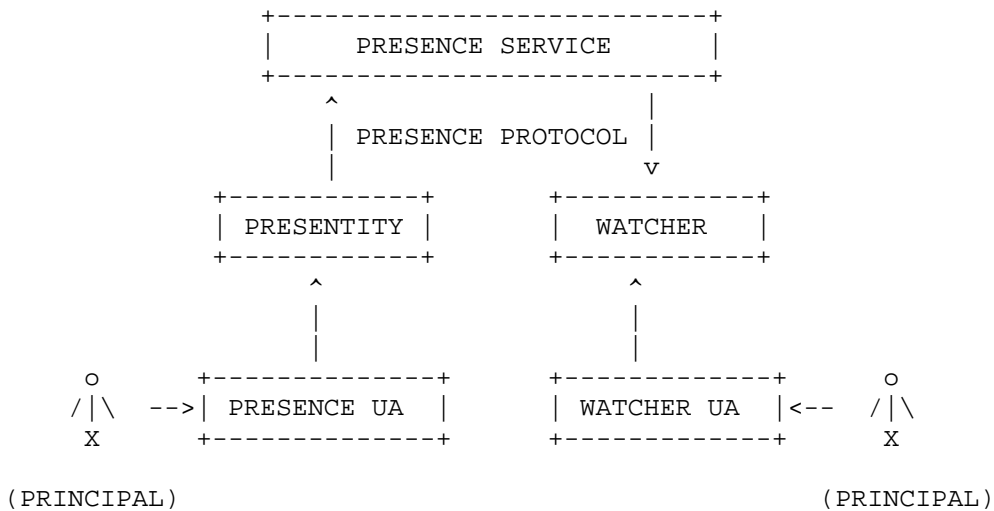 PRESENCE SERVICE
PRESENCE PROTOCOL
PRESENTITY WATCHER
PRESENCE UA WATCHER UA
(PRINCIPAL) (PRINCIPAL)